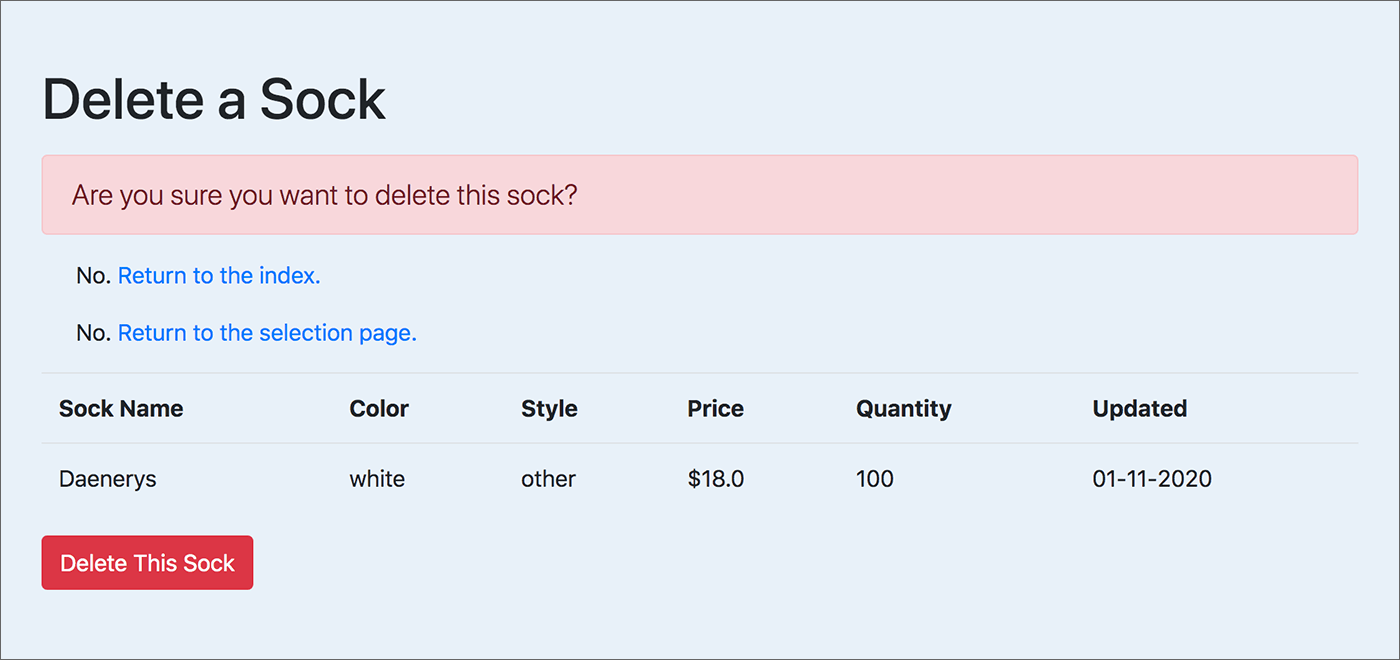 Delete a Sock
Are you sure you want to delete this sock?
No. Return to the index.
No. Return to the selection page.
Sock Name Color Style Price Quantity Updated
Daenerys white other $18.0 100 01-11-2020
Delete This Sock